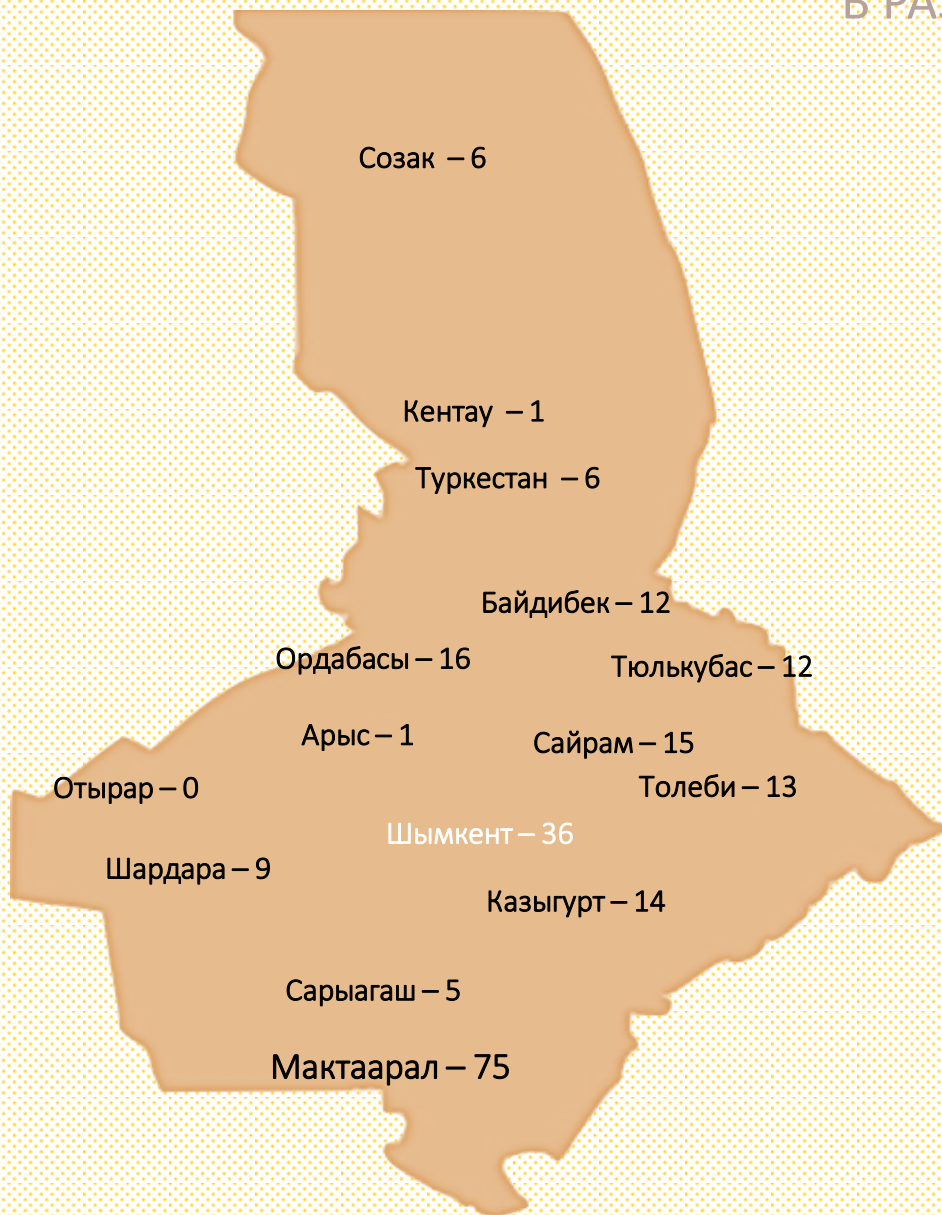 Созак – 6
Кентау – 1
Туркестан – 6
Байдибек – 12
Ордабасы – 16
Тюлькубас – 12
Арыс – 1
Сайрам – 15
Отырар – 0
Толеби – 13
Шымкент – 36
Шардара – 9
Казыгурт – 14
Сарыагаш – 5
Мактаарал – 75